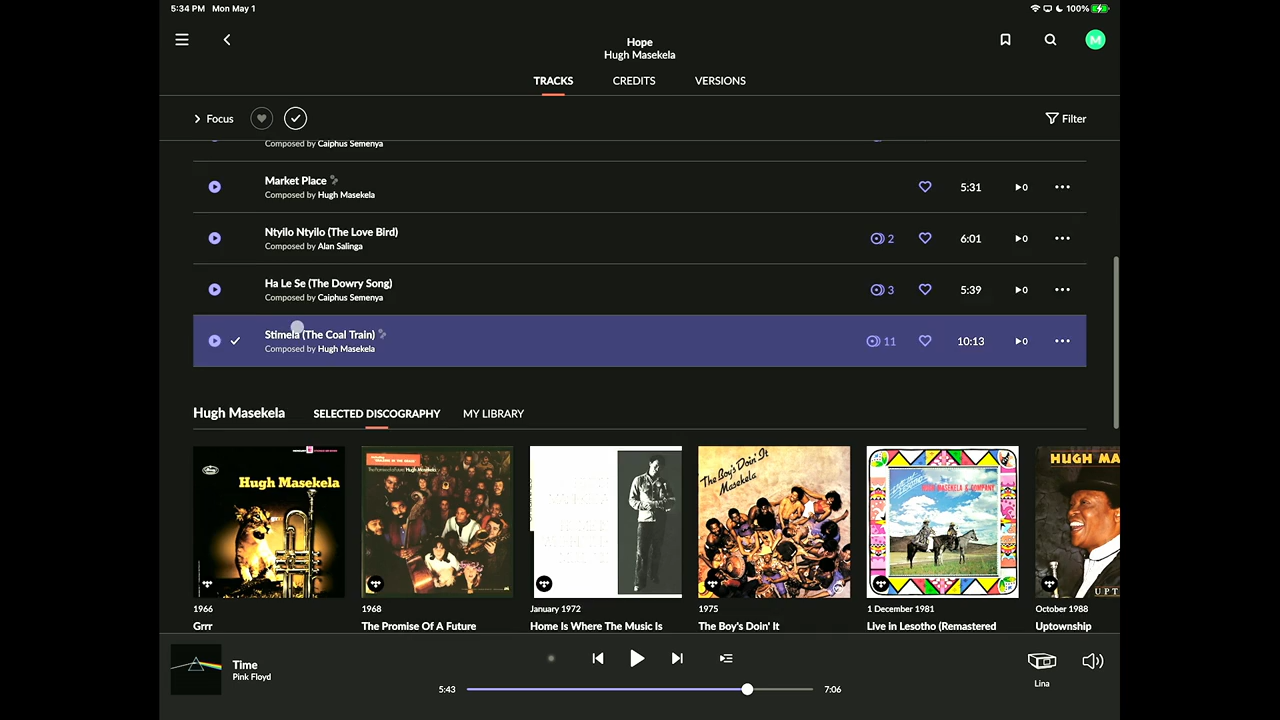 5:34 PM Mon May 1
100%
Hope
Hugh Masekela
M
TRACKS CREDITS VERSIONS
Focus
Filter
Composed by Caiphus Semenya
Market Place
Composed by Hugh Masekela
5:31 0
Ntyilo Ntyilo (The Love Bird)
Composed by Alan Salinga
2 6:01 0
Ha Le Se (The Dowry Song)
Composed by Caiphus Semenya
3 5:39 0
Stimela (The Coal Train)
Composed by Hugh Masekela
11 10:13 0
Hugh Masekela SELECTED DISCOGRAPHY MY LIBRARY
Hugh Masekela
The Boy's Doin' It
Masekela
HUGH MASEKELA & COMPANY
HUGH MA
UPT
1966
Grrr
1968
The Promise Of A Future
January 1972
Home Is Where The Music Is
1975
The Boy's Doin' It
1 December 1981
Live in Lesotho (Remastered
October 1988
Uptownship
Time
Pink Floyd
5:43
7:06
Lina